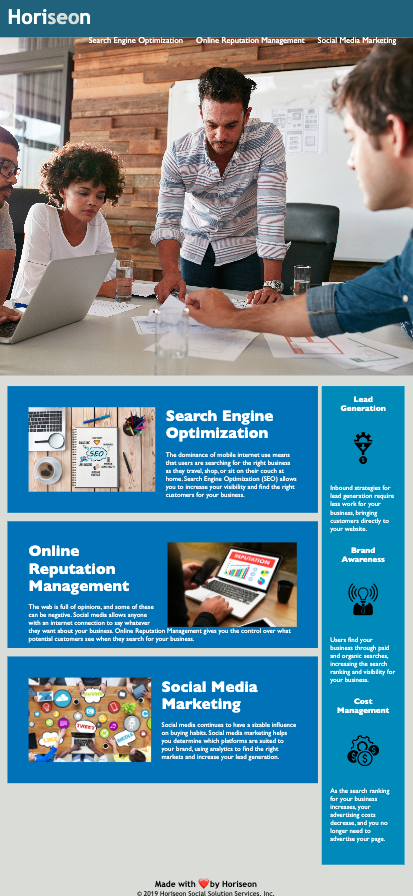 Horiseon
Search Engine Optimization Online Reputation Management Social Media Marketing
Search Engine
Optimization
The dominance of mobile internet use means
that users are searching for the right business
as they travel, shop, or sit on their couch at
home. Search Engine Optimization (SEO) allows
you to increase your visibility and find the right
customers for your business.
SEO
Online
Reputation
Management
The web is full of opinions, and some of these
can be negative. Social media allows anyone
with an internet connection to say whatever
they want about your business. Online Reputation Management gives you the control over what
potential customers see when they search for your business.
REPUTATION
Social Media
Marketing
Social media continues to have a sizable influence
on buying habits. Social media marketing helps
you determine which platforms are suited to
your brand, using analytics to find the right
markets and increase your lead generation.
Lead
Generation
Inbound strategies for
lead generation require
less work for your
business, bringing
customers directly to
your website.
Brand
Awareness
Users find your
business through paid
and organic searches,
increasing the search
ranking and visibility for
your business.
Cost
Management
As the search ranking
for your business
increases, your
advertising costs
decrease, and you no
longer need to
advertise your page.
Made with ❤️by Horiseon
© 2019 Horiseon Social Solution Services, Inc.